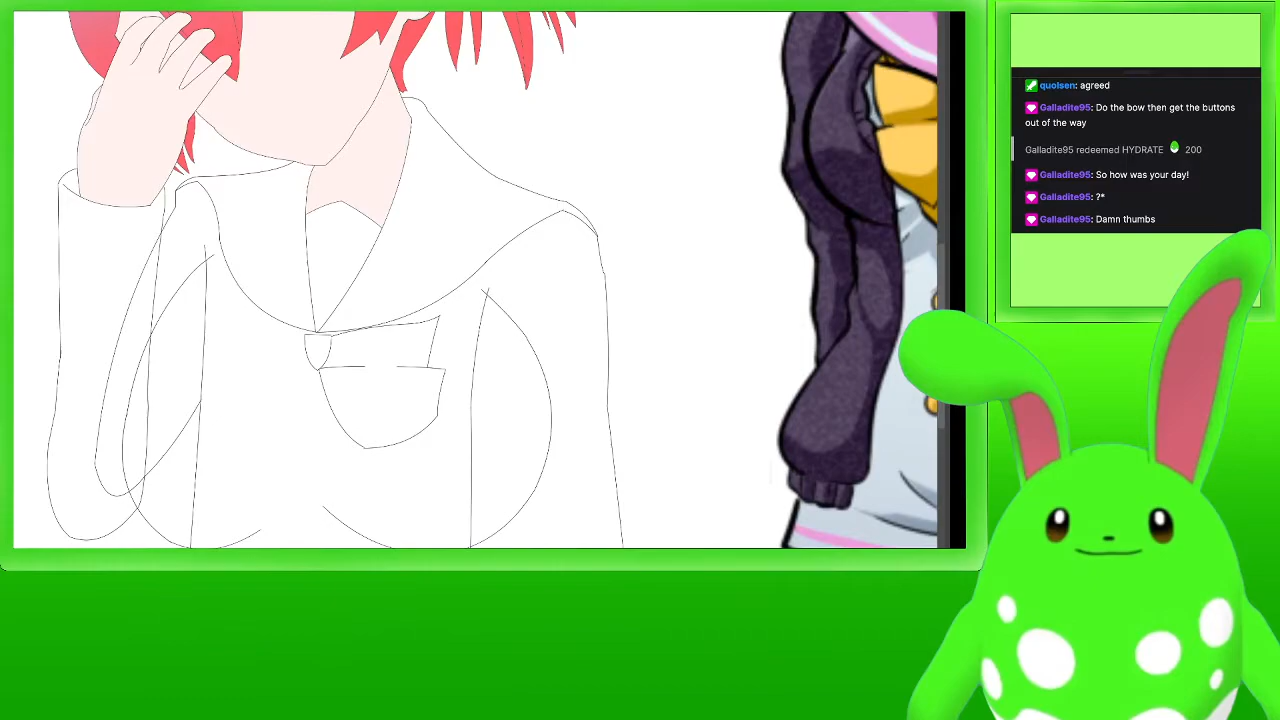 quolsen: agreed
Galladite95: Do the bow then get the buttons
out of the way
Galladite95 redeemed HYDRATE 200
Galladite95: So how was your day!
Galladite95: ?*
Galladite95: Damn thumbs